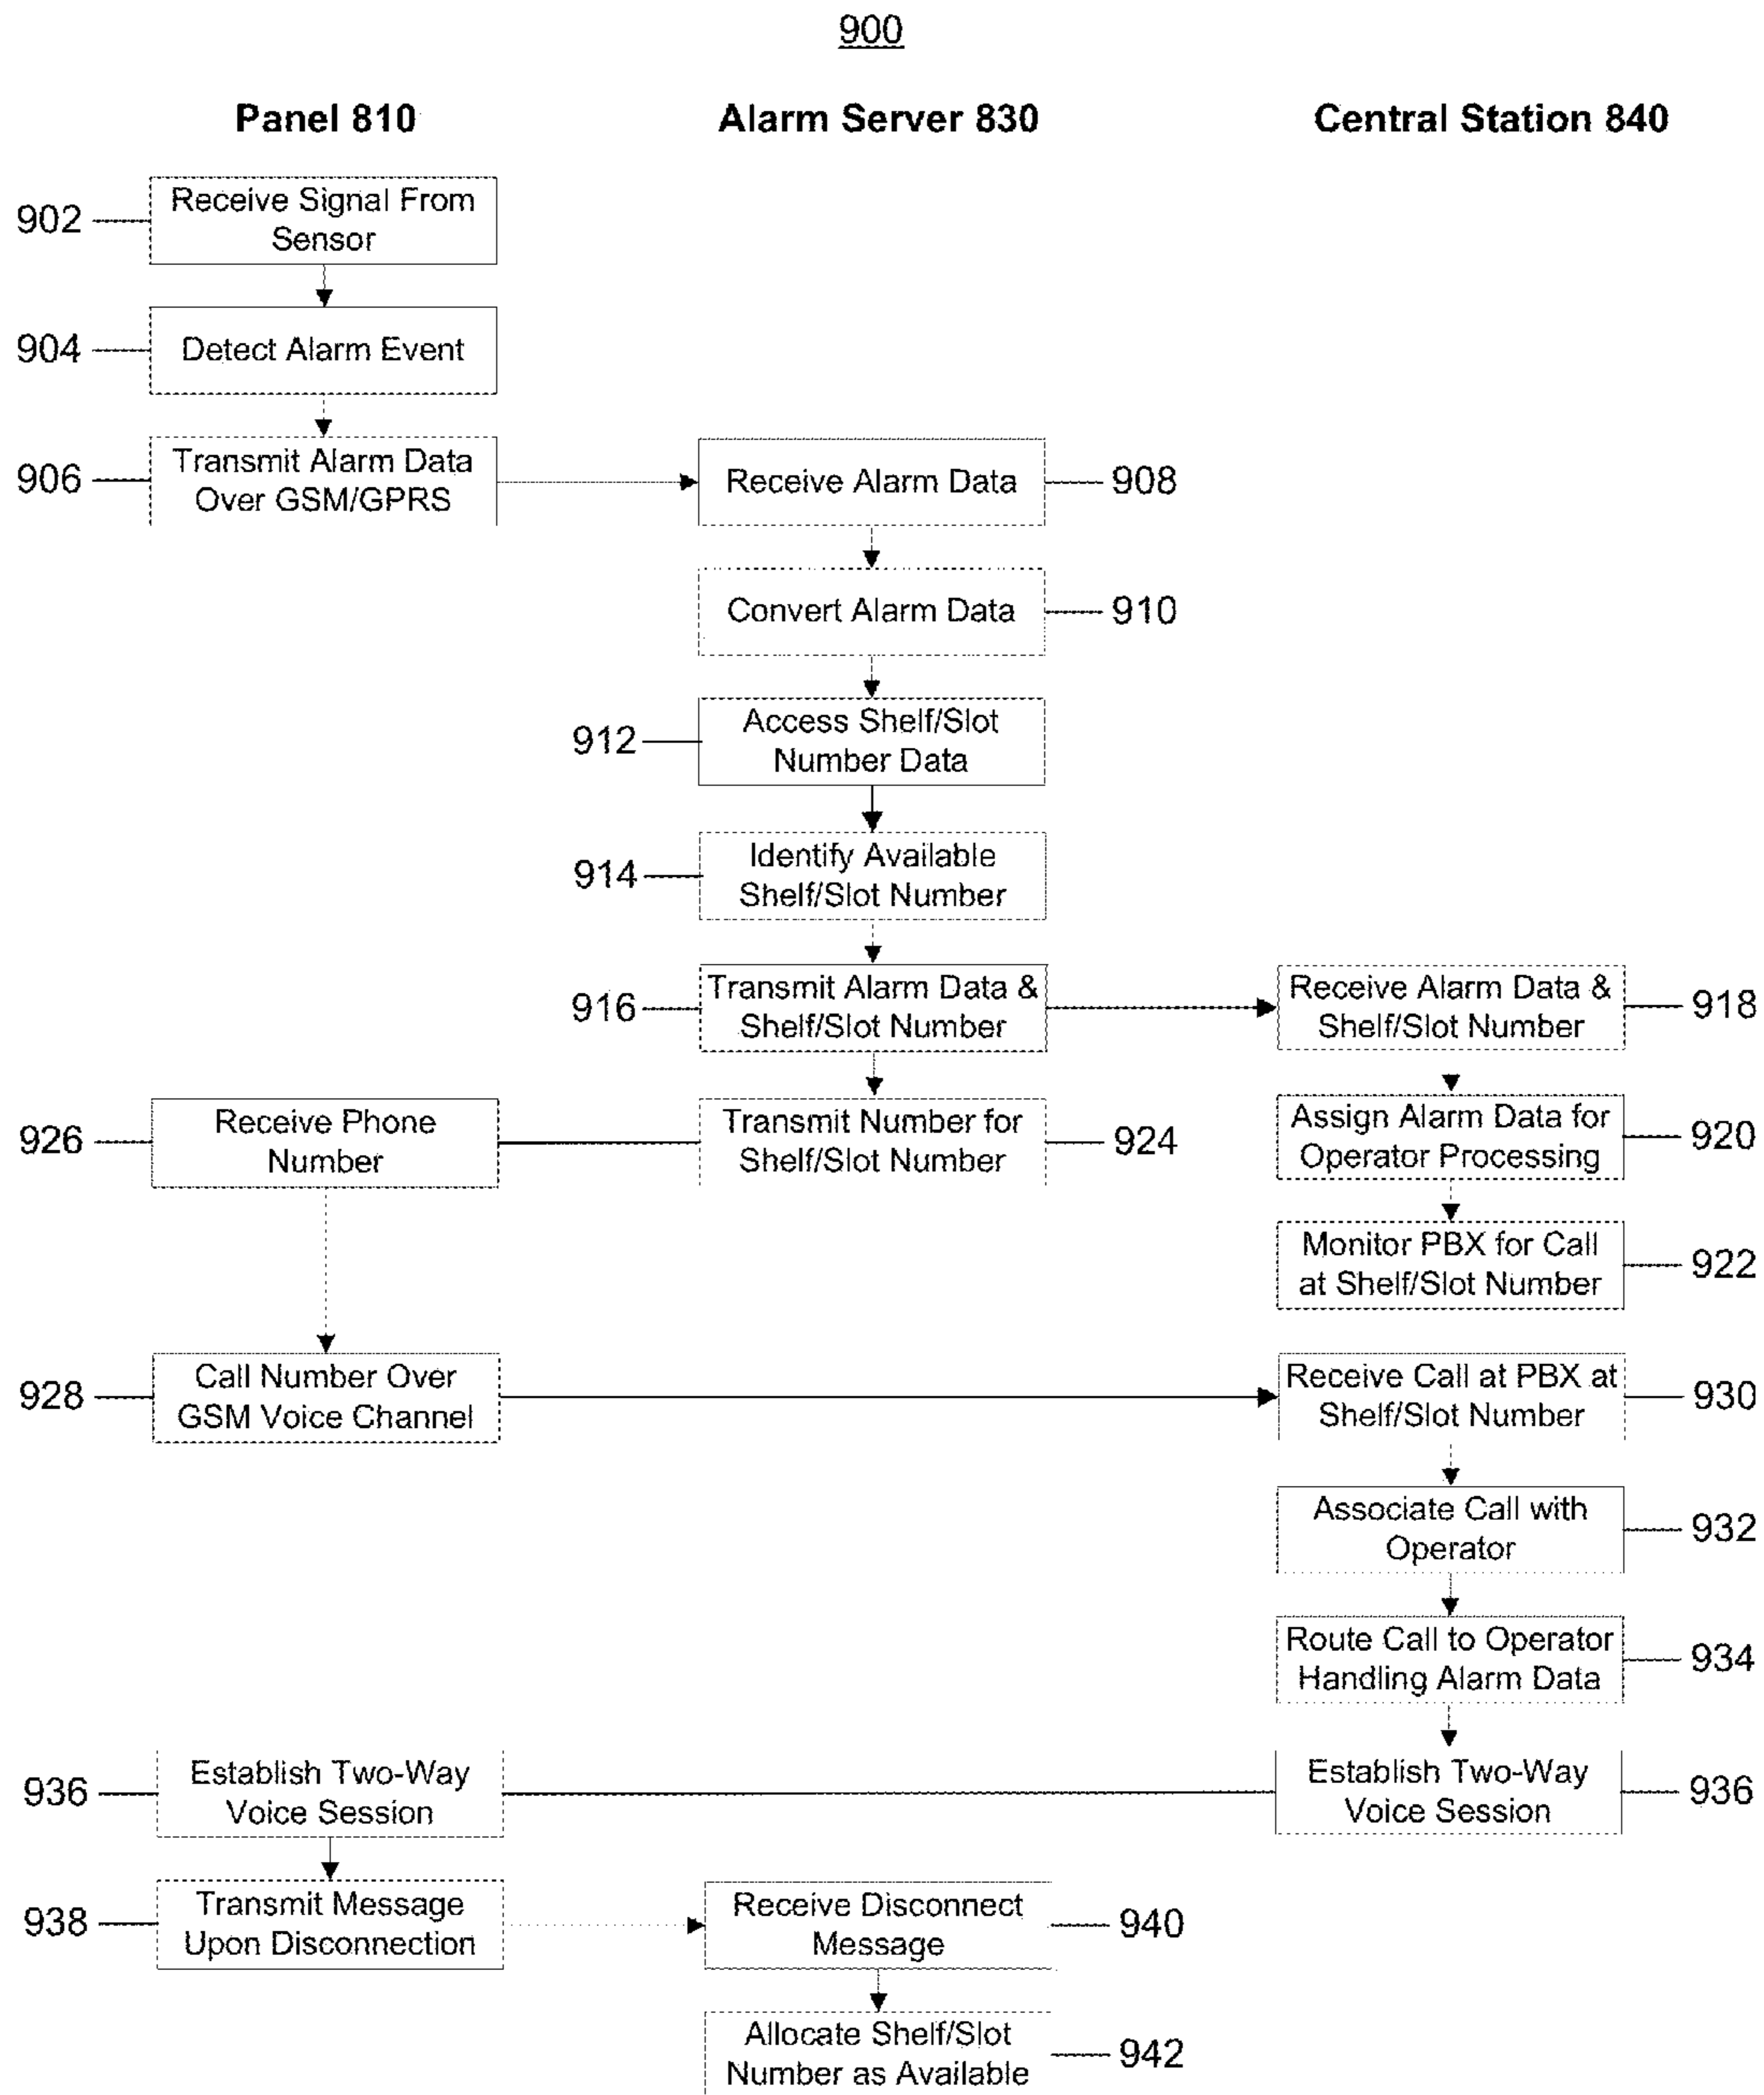 900
Panel 810
Alarm Server 830
Central Station 840
902
Receive Signal From
Sensor
904
Detect Alarm Event
906
Transmit Alarm Data
Over GSM/GPRS
Receive Alarm Data
908
Convert Alarm Data
910
912
Access Shelf/Slot
Number Data
914
Identify Available
Shelf/Slot Number
916
Transmit Alarm Data &
Shelf/Slot Number
Receive Alarm Data &
Shelf/Slot Number
918
926
Receive Phone
Number
Transmit Number for
Shelf/Slot Number
924
Assign Alarm Data for
Operator Processing
920
Monitor PBX for Call
at Shelf/Slot Number
922
928
Call Number Over
GSM Voice Channel
Receive Call at PBX at
Shelf/Slot Number
930
Associate Call with
Operator
932
Route Call to Operator
Handling Alarm Data
934
936
Establish Two-Way
Voice Session
Establish Two-Way
Voice Session
936
938
Transmit Message
Upon Disconnection
Receive Disconnect
Message
940
Allocate Shelf/Slot
Number as Available
942